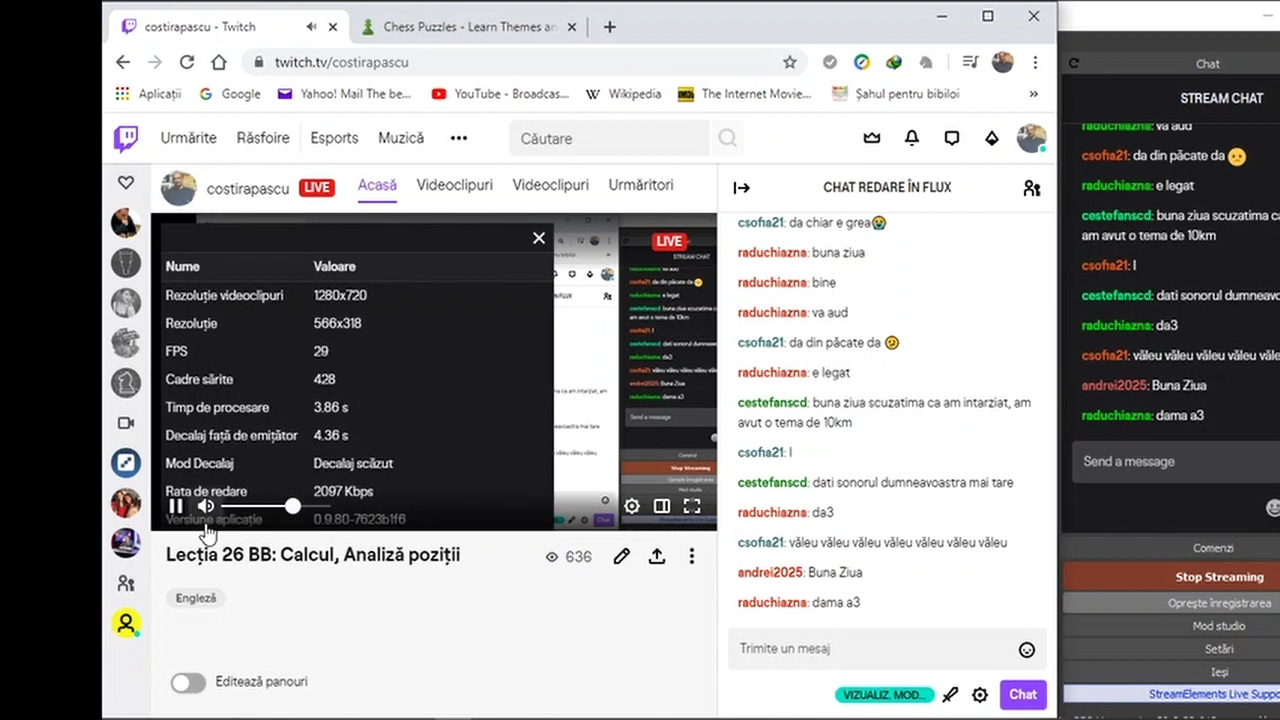 costirapascu - Twitch
Chess Puzzles - Learn Themes an
twitch.tv/costirapascu
Aplicații
Google
Yahoo! Mail The be...
YouTube - Broadcas...
Wikipedia
The Internet Movie...
Șahul pentru bibiloi
»
Urmărite
Răsfoire
Esports
Muzică
Căutare
costirapascu
LIVE
Acasă
Videoclipuri
Videoclipuri
Urmăritori
Nume Valoare
Rezoluție videoclipuri 1280x720
Rezoluție 566x318
FPS 29
Cadre sărite 428
Timp de procesare 3.86 s
Decalaj față de emițător 4.36 s
Mod Decalaj Decalaj scăzut
Rata de redare 2097 Kbps
Versiune aplicație 0.9.80-7623b1f6
LIVE
STREAM CHAT
Send a message
Stop Streaming
Lecția 26 BB: Calcul, Analiză poziții
636
Engleză
Editează panouri
CHAT REDARE ÎN FLUX
csofia21: da chiar e grea
raduchiazna: buna ziua
raduchiazna: bine
raduchiazna: va aud
csofia21: da din păcate da
raduchiazna: e legat
cestefanscd: buna ziua scuzatima ca am intarziat, am
avut o tema de 10km
csofia21: l
cestefanscd: dati sonorul dumneavoastra mai tare
raduchiazna: da3
csofia21: văleu văleu văleu văleu văleu văleu văleu
andrei2025: Buna Ziua
raduchiazna: dama a3
Trimite un mesaj
VIZUALIZ. MOD...
Chat
Chat
STREAM CHAT
raduchiazna: va aud
csofia21: da din păcate da
raduchiazna: e legat
cestefanscd: buna ziua scuzatima c
am avut o tema de 10km
csofia21: l
cestefanscd: dati sonorul dumneavo
raduchiazna: da3
csofia21: văleu văleu văleu văleu văle
andrei2025: Buna Ziua
raduchiazna: dama a3
Send a message
Comenzi
Stop Streaming
Oprește înregistrarea
Mod studio
Setări
Ieși
StreamElements Live Suppo